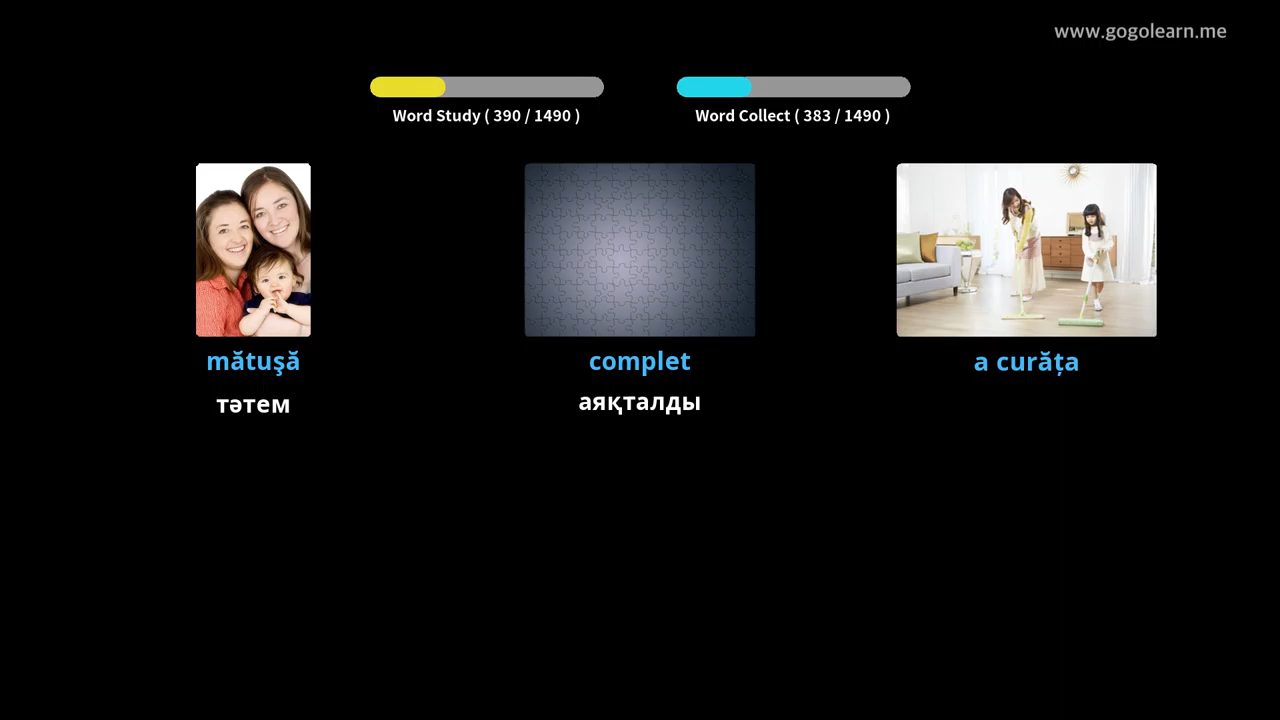 www.gogolearn.me
Word Study ( 390 / 1490 )
Word Collect ( 383 / 1490 )
mătuşă
complet
a curăța
тәтем
аяқталды